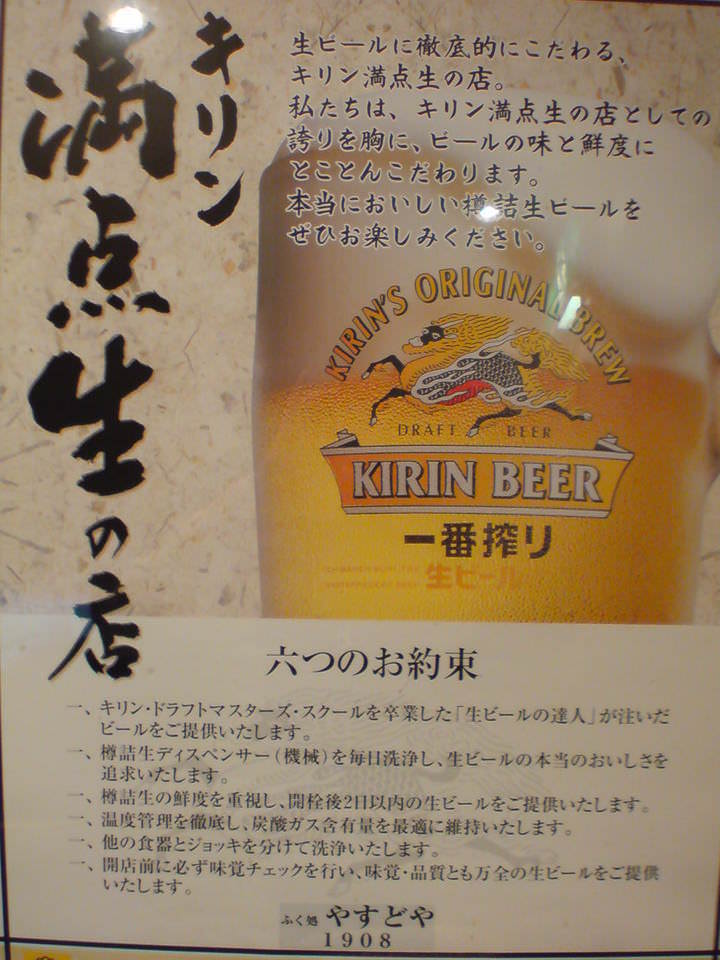 キリン
満点生の店
生ビールに徹底的にこだわる、
キリン満点生の店。
私たちは、キリン満点生の店としての
誇りを胸に、ビールの味と鮮度に
とことんこだわります。
本当においしい樽詰生ビールを
ぜひお楽しみください。
KIRIN'S ORIGINAL BREW
DRAFT BEER
KIRIN BEER
一番搾り
生ビール
六つのお約束
一、キリン・ドラフトマスターズ・スクールを卒業した「生ビールの達人」が注いだ
ビールをご提供いたします。
一、樽詰生ディスペンサー(機械)を毎日洗浄し、生ビールの本当のおいしさを
追求いたします。
一、樽詰生の鮮度を重視し、開栓後2日以内の生ビールをご提供いたします。
一、温度管理を徹底し、炭酸ガス含有量を最適に維持いたします。
一、他の食器とジョッキを分けて洗浄いたします。
一、開店前に必ず味覚チェックを行い、味覚・品質とも万全の生ビールをご提供
いたします。
ふく処 やすどや
1908